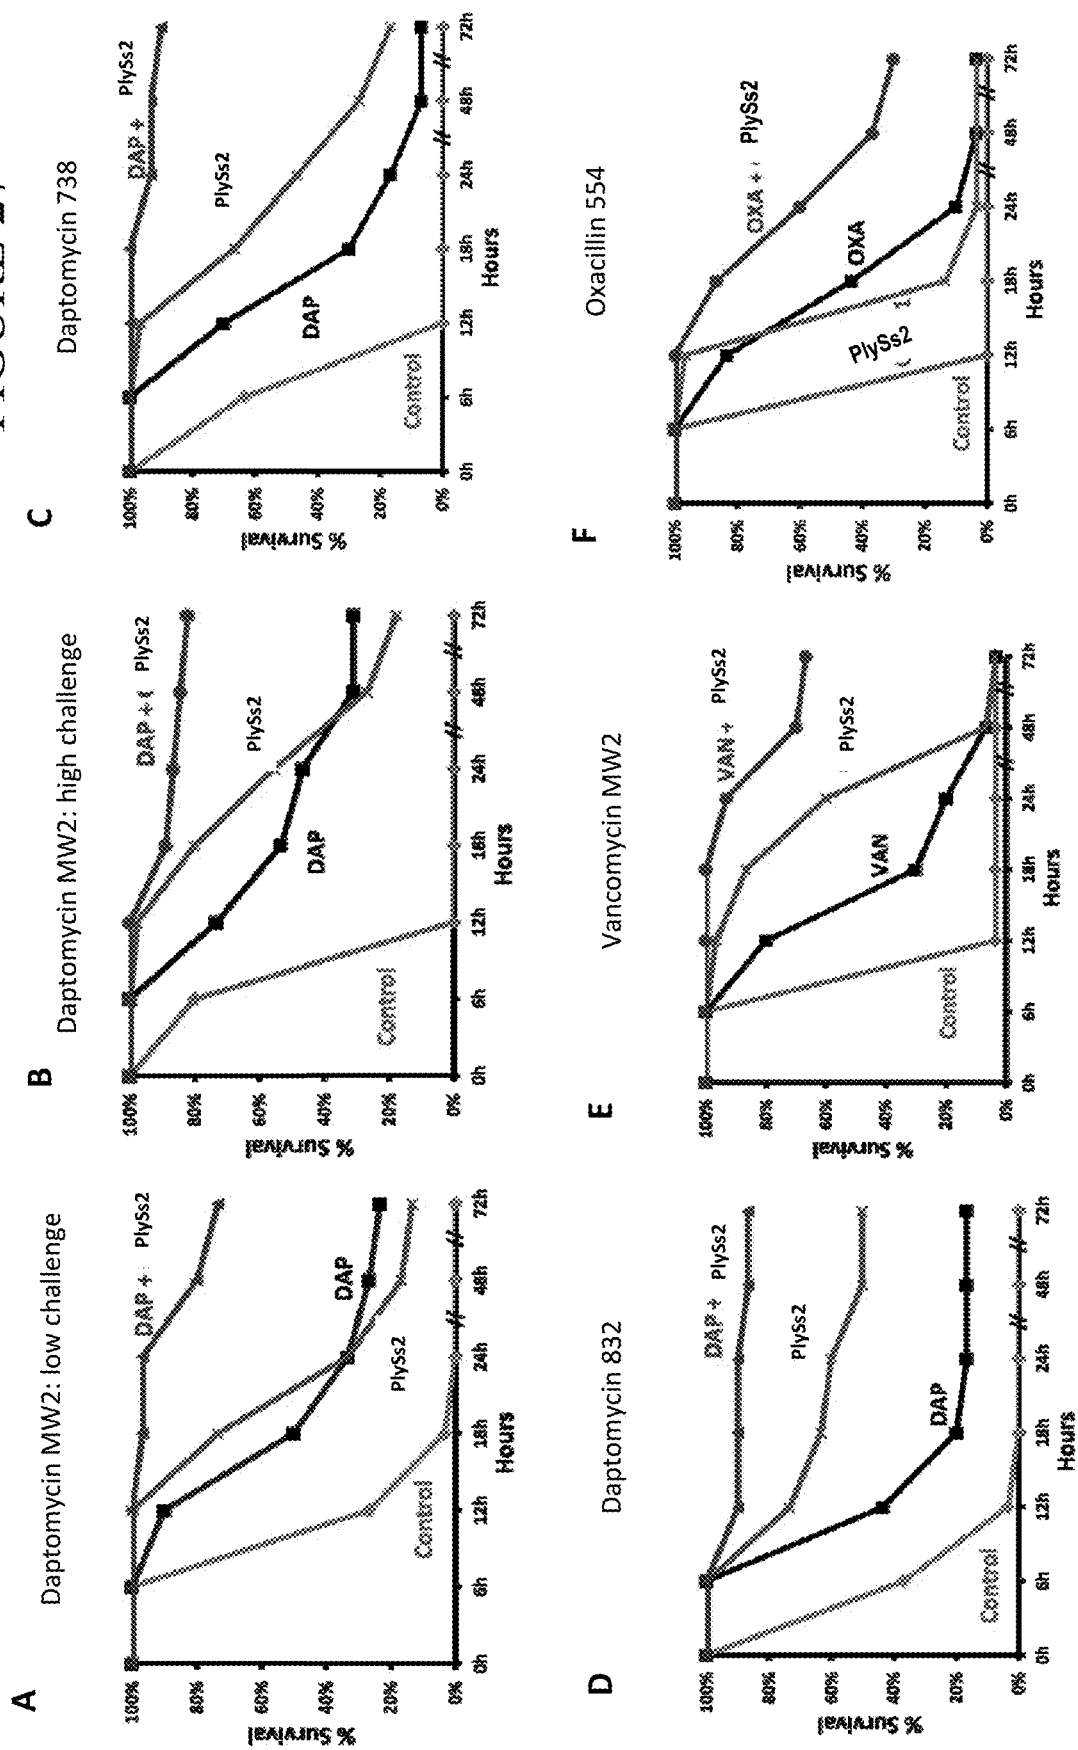 A
Daptomycin MW2: low challenge
% Survival
100%
80%
60%
40%
20%
0%
DAP + PlySs2
DAP
PlySs2
Control
0h 6h 12h 18h 24h 48h 72h
Hours
B
Daptomycin MW2: high challenge
% Survival
100%
80%
60%
40%
20%
0%
DAP + PlySs2
PlySs2
DAP
Control
0h 6h 12h 18h 24h 48h 72h
Hours
C
Daptomycin 738
% Survival
100%
80%
60%
40%
20%
0%
DAP + PlySs2
PlySs2
DAP
Control
0h 6h 12h 18h 24h 48h 72h
Hours
D
Daptomycin 832
% Survival
100%
80%
60%
40%
20%
0%
DAP + PlySs2
PlySs2
DAP
Control
0h 6h 12h 18h 24h 48h 72h
Hours
E
Vancomycin MW2
% Survival
100%
80%
60%
40%
20%
0%
VAN + PlySs2
PlySs2
VAN
Control
0h 6h 12h 18h 24h 48h 72h
Hours
F
Oxacillin 554
% Survival
100%
80%
60%
40%
20%
0%
OXA + PlySs2
OXA
PlySs2
Control
0h 6h 12h 18h 24h 48h 72h
Hours